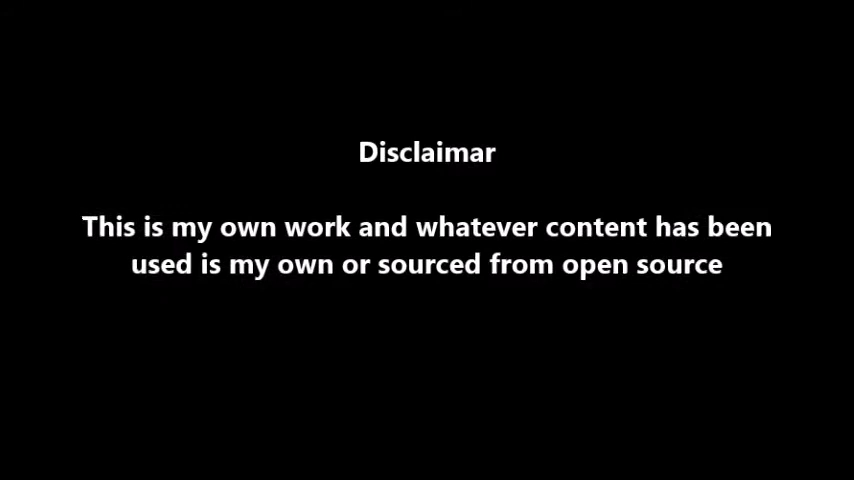 Disclaimar
This is my own work and whatever content has been
used is my own or sourced from open source